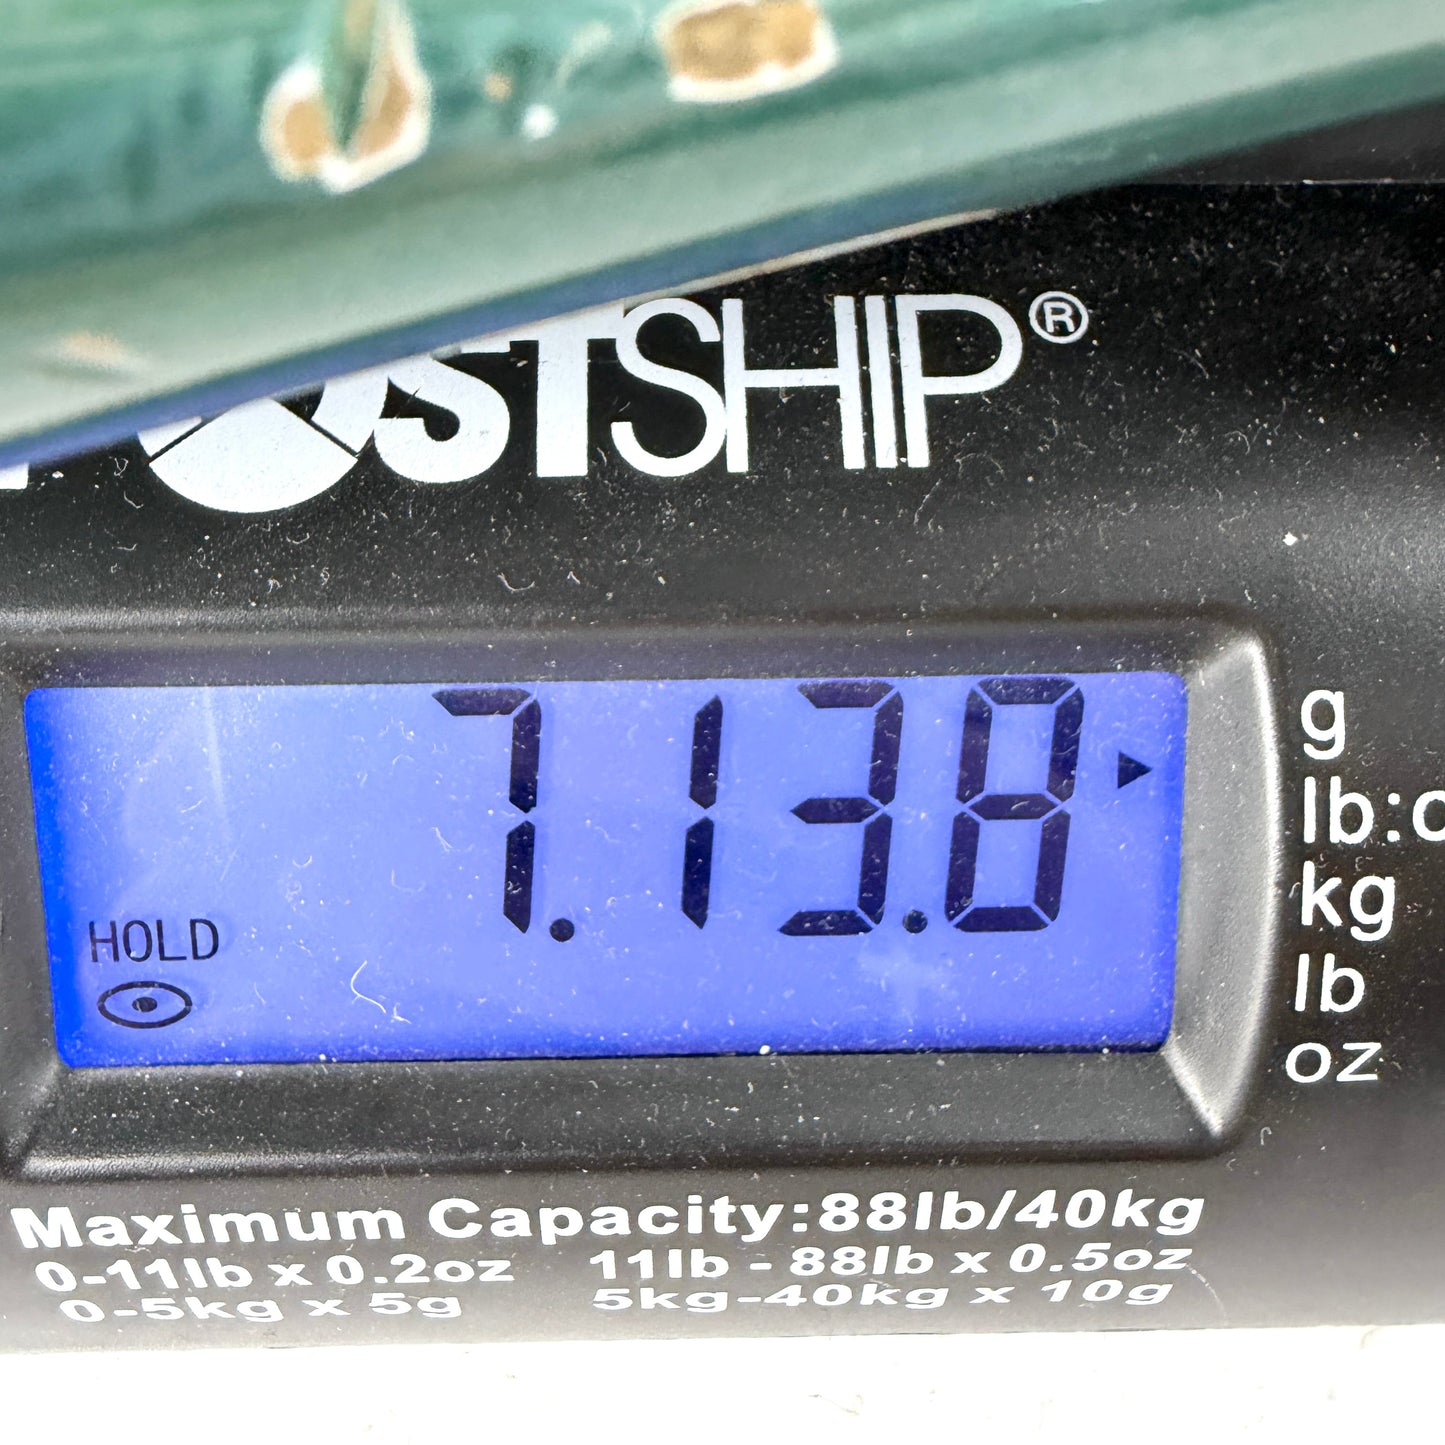 OSTSHIP®
7.13.8
g
lb:o
kg
lb
oz
HOLD
Maximum Capacity:88lb/40kg
0-11lb x 0.2oz 11lb - 88lb x 0.5oz
0-5kg x 5g 5kg-40kg x 10g